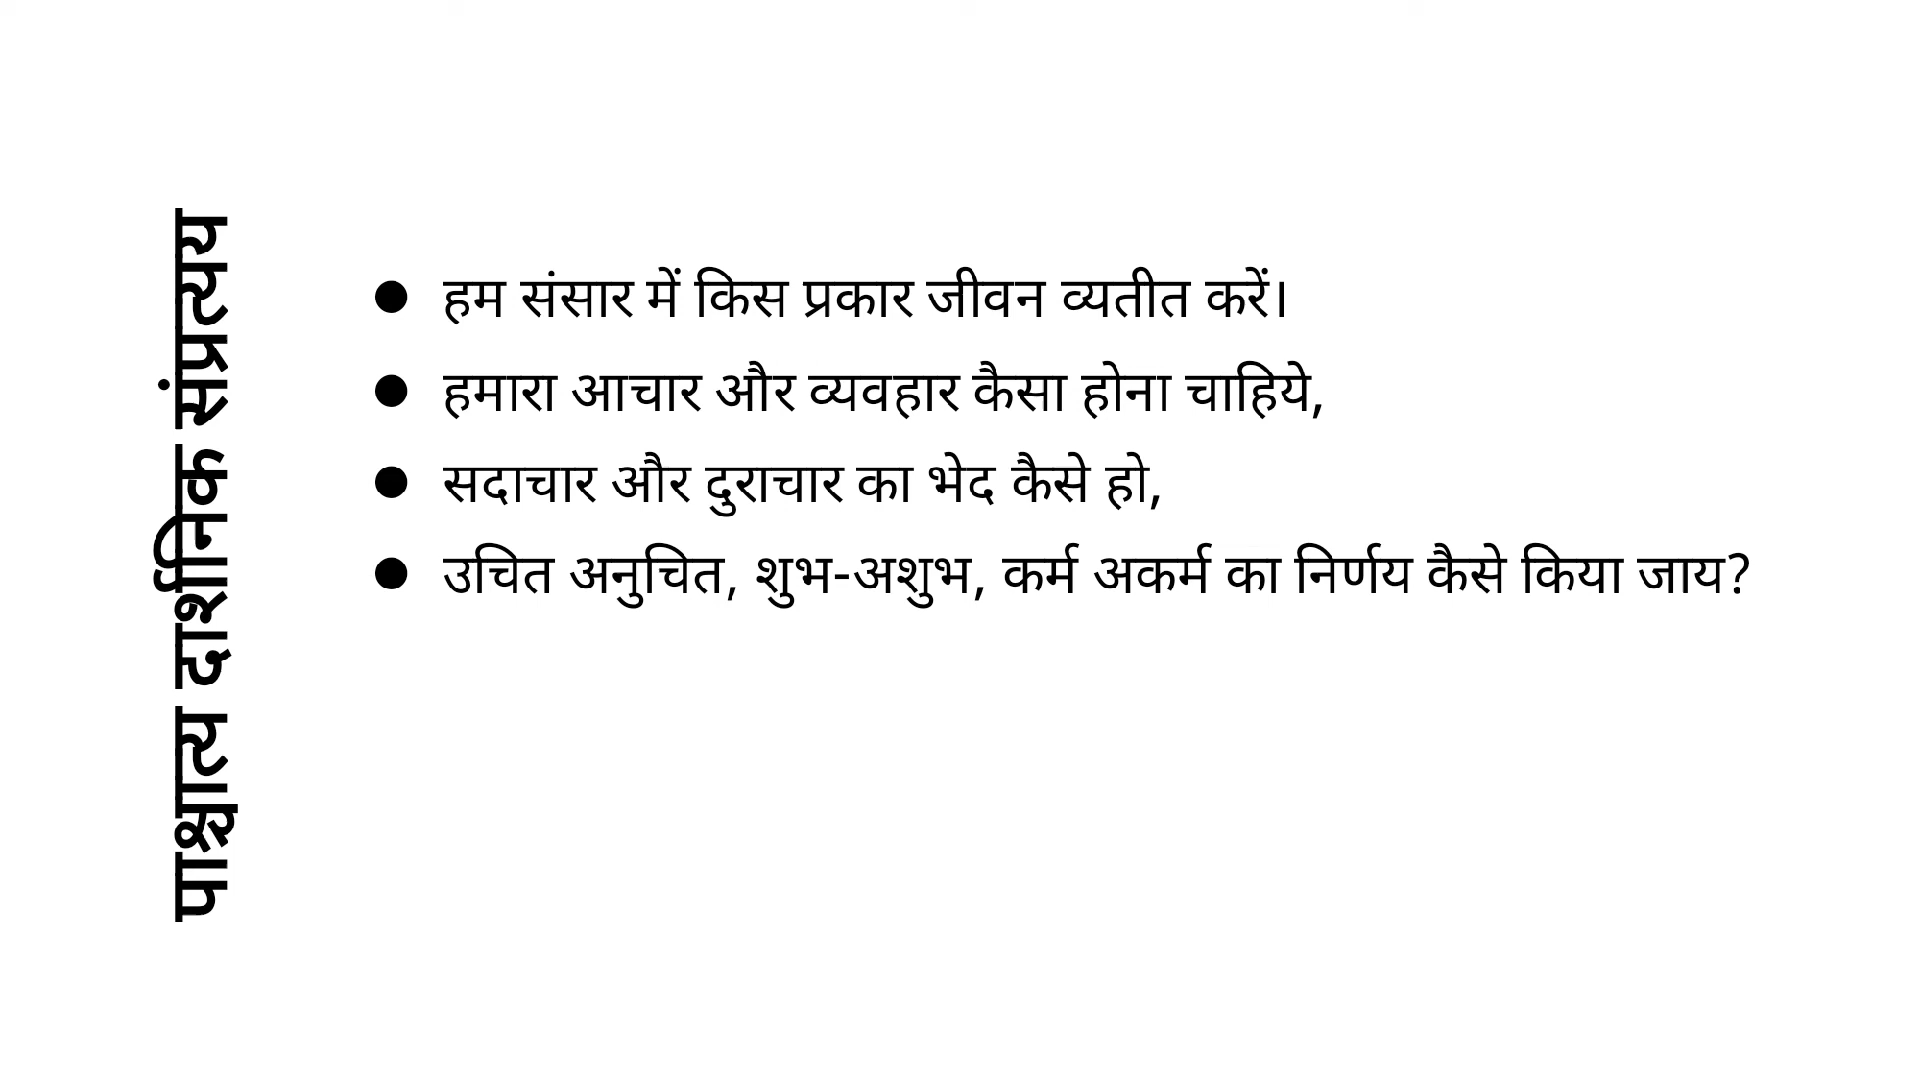 पाश्चात्य दार्शनिक संप्रत्यय
● हम संसार में किस प्रकार जीवन व्यतीत करें।
● हमारा आचार और व्यवहार कैसा होना चाहिये,
● सदाचार और दुराचार का भेद कैसे हो,
● उचित अनुचित, शुभ-अशुभ, कर्म अकर्म का निर्णय कैसे किया जाय?